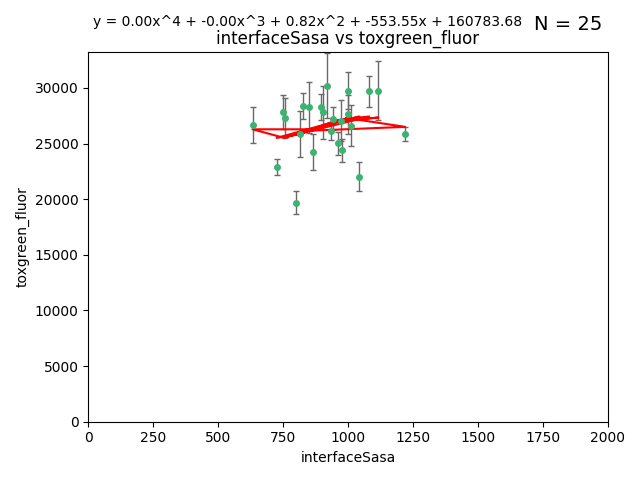 y = 0.00x^4 + -0.00x^3 + 0.82x^2 + -553.55x + 160783.68
N = 25
interfaceSasa vs toxgreen_fluor
30000
25000
20000
15000
10000
5000
0
toxgreen_fluor
0 250 500 750 1000 1250 1500 1750 2000
interfaceSasa